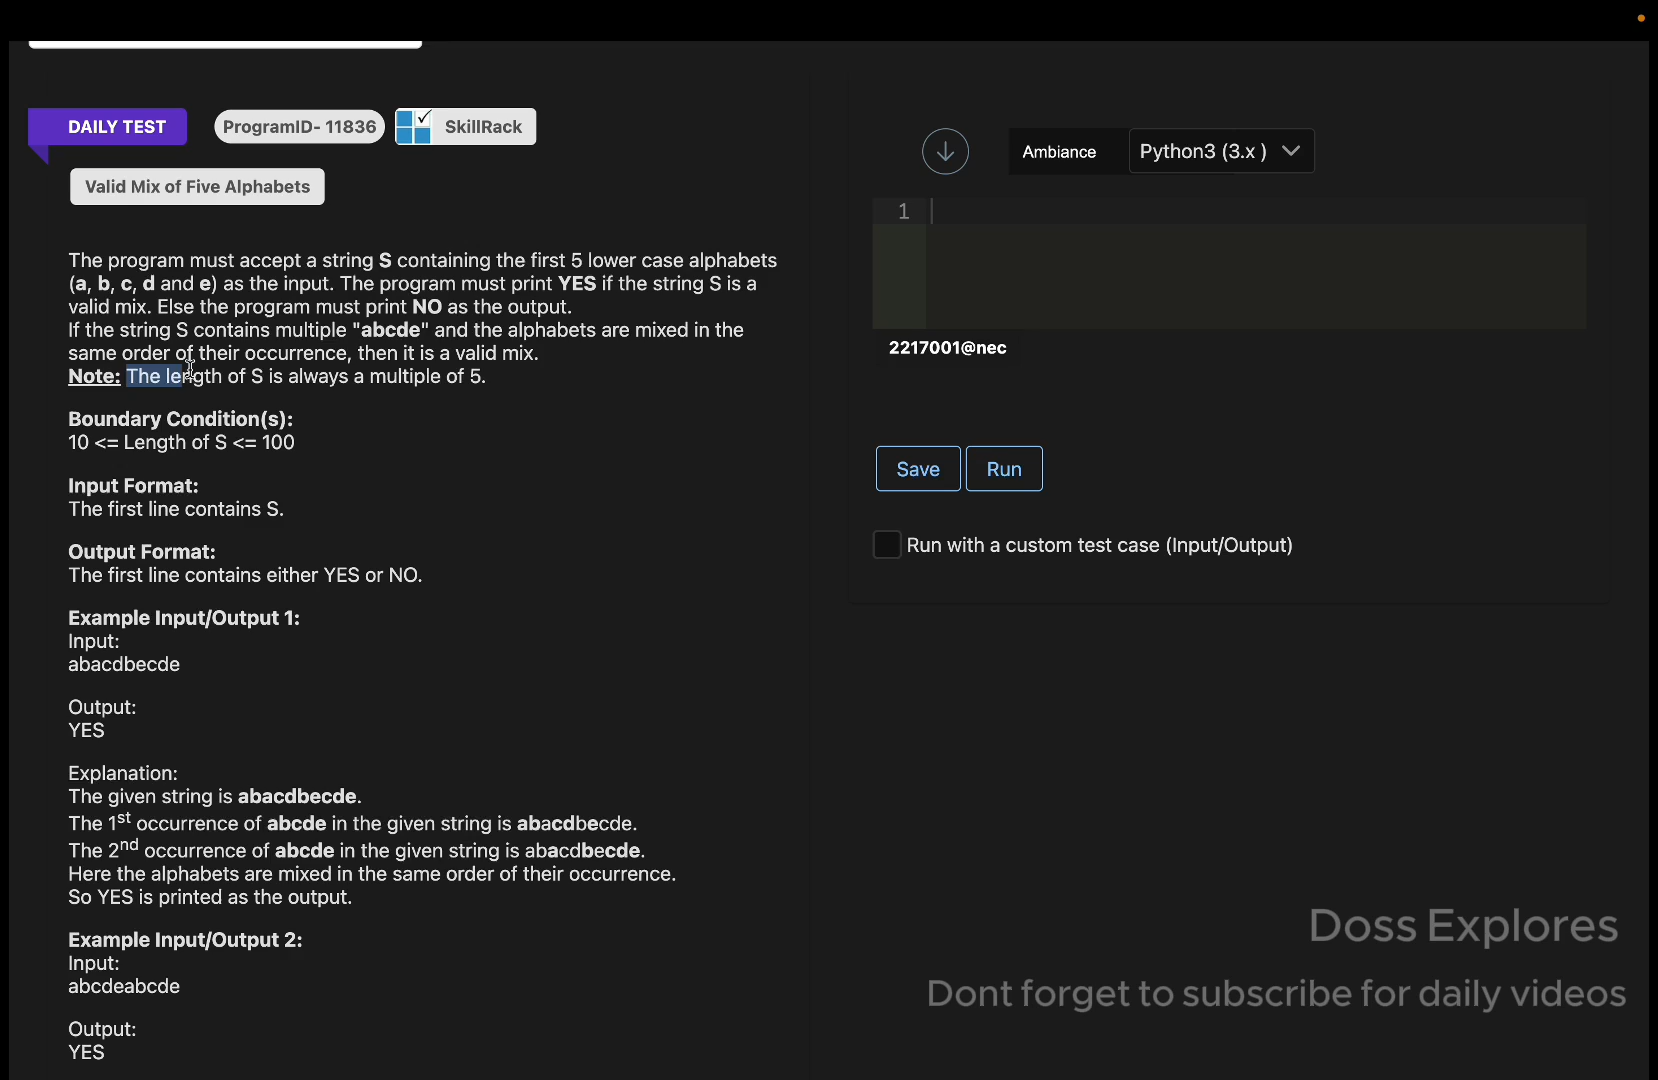 DAILY TEST
ProgramID- 11836
SkillRack
Valid Mix of Five Alphabets
The program must accept a string S containing the first 5 lower case alphabets
(a, b, c, d and e) as the input. The program must print YES if the string S is a
valid mix. Else the program must print NO as the output.
If the string S contains multiple "abcde" and the alphabets are mixed in the
same order of their occurrence, then it is a valid mix.
Note: The length of S is always a multiple of 5.
Boundary Condition(s):
10 <= Length of S <= 100
Input Format:
The first line contains S.
Output Format:
The first line contains either YES or NO.
Example Input/Output 1:
Input:
abacdbecde
Output:
YES
Explanation:
The given string is abacdbecde.
The 1st occurrence of abcde in the given string is abacdbecde.
The 2nd occurrence of abcde in the given string is abacdbecde.
Here the alphabets are mixed in the same order of their occurrence.
So YES is printed as the output.
Example Input/Output 2:
Input:
abcdeabcde
Output:
YES
Ambiance
Python3 (3.x )
1
2217001@nec
Save
Run
Run with a custom test case (Input/Output)
Doss Explores
Dont forget to subscribe for daily videos